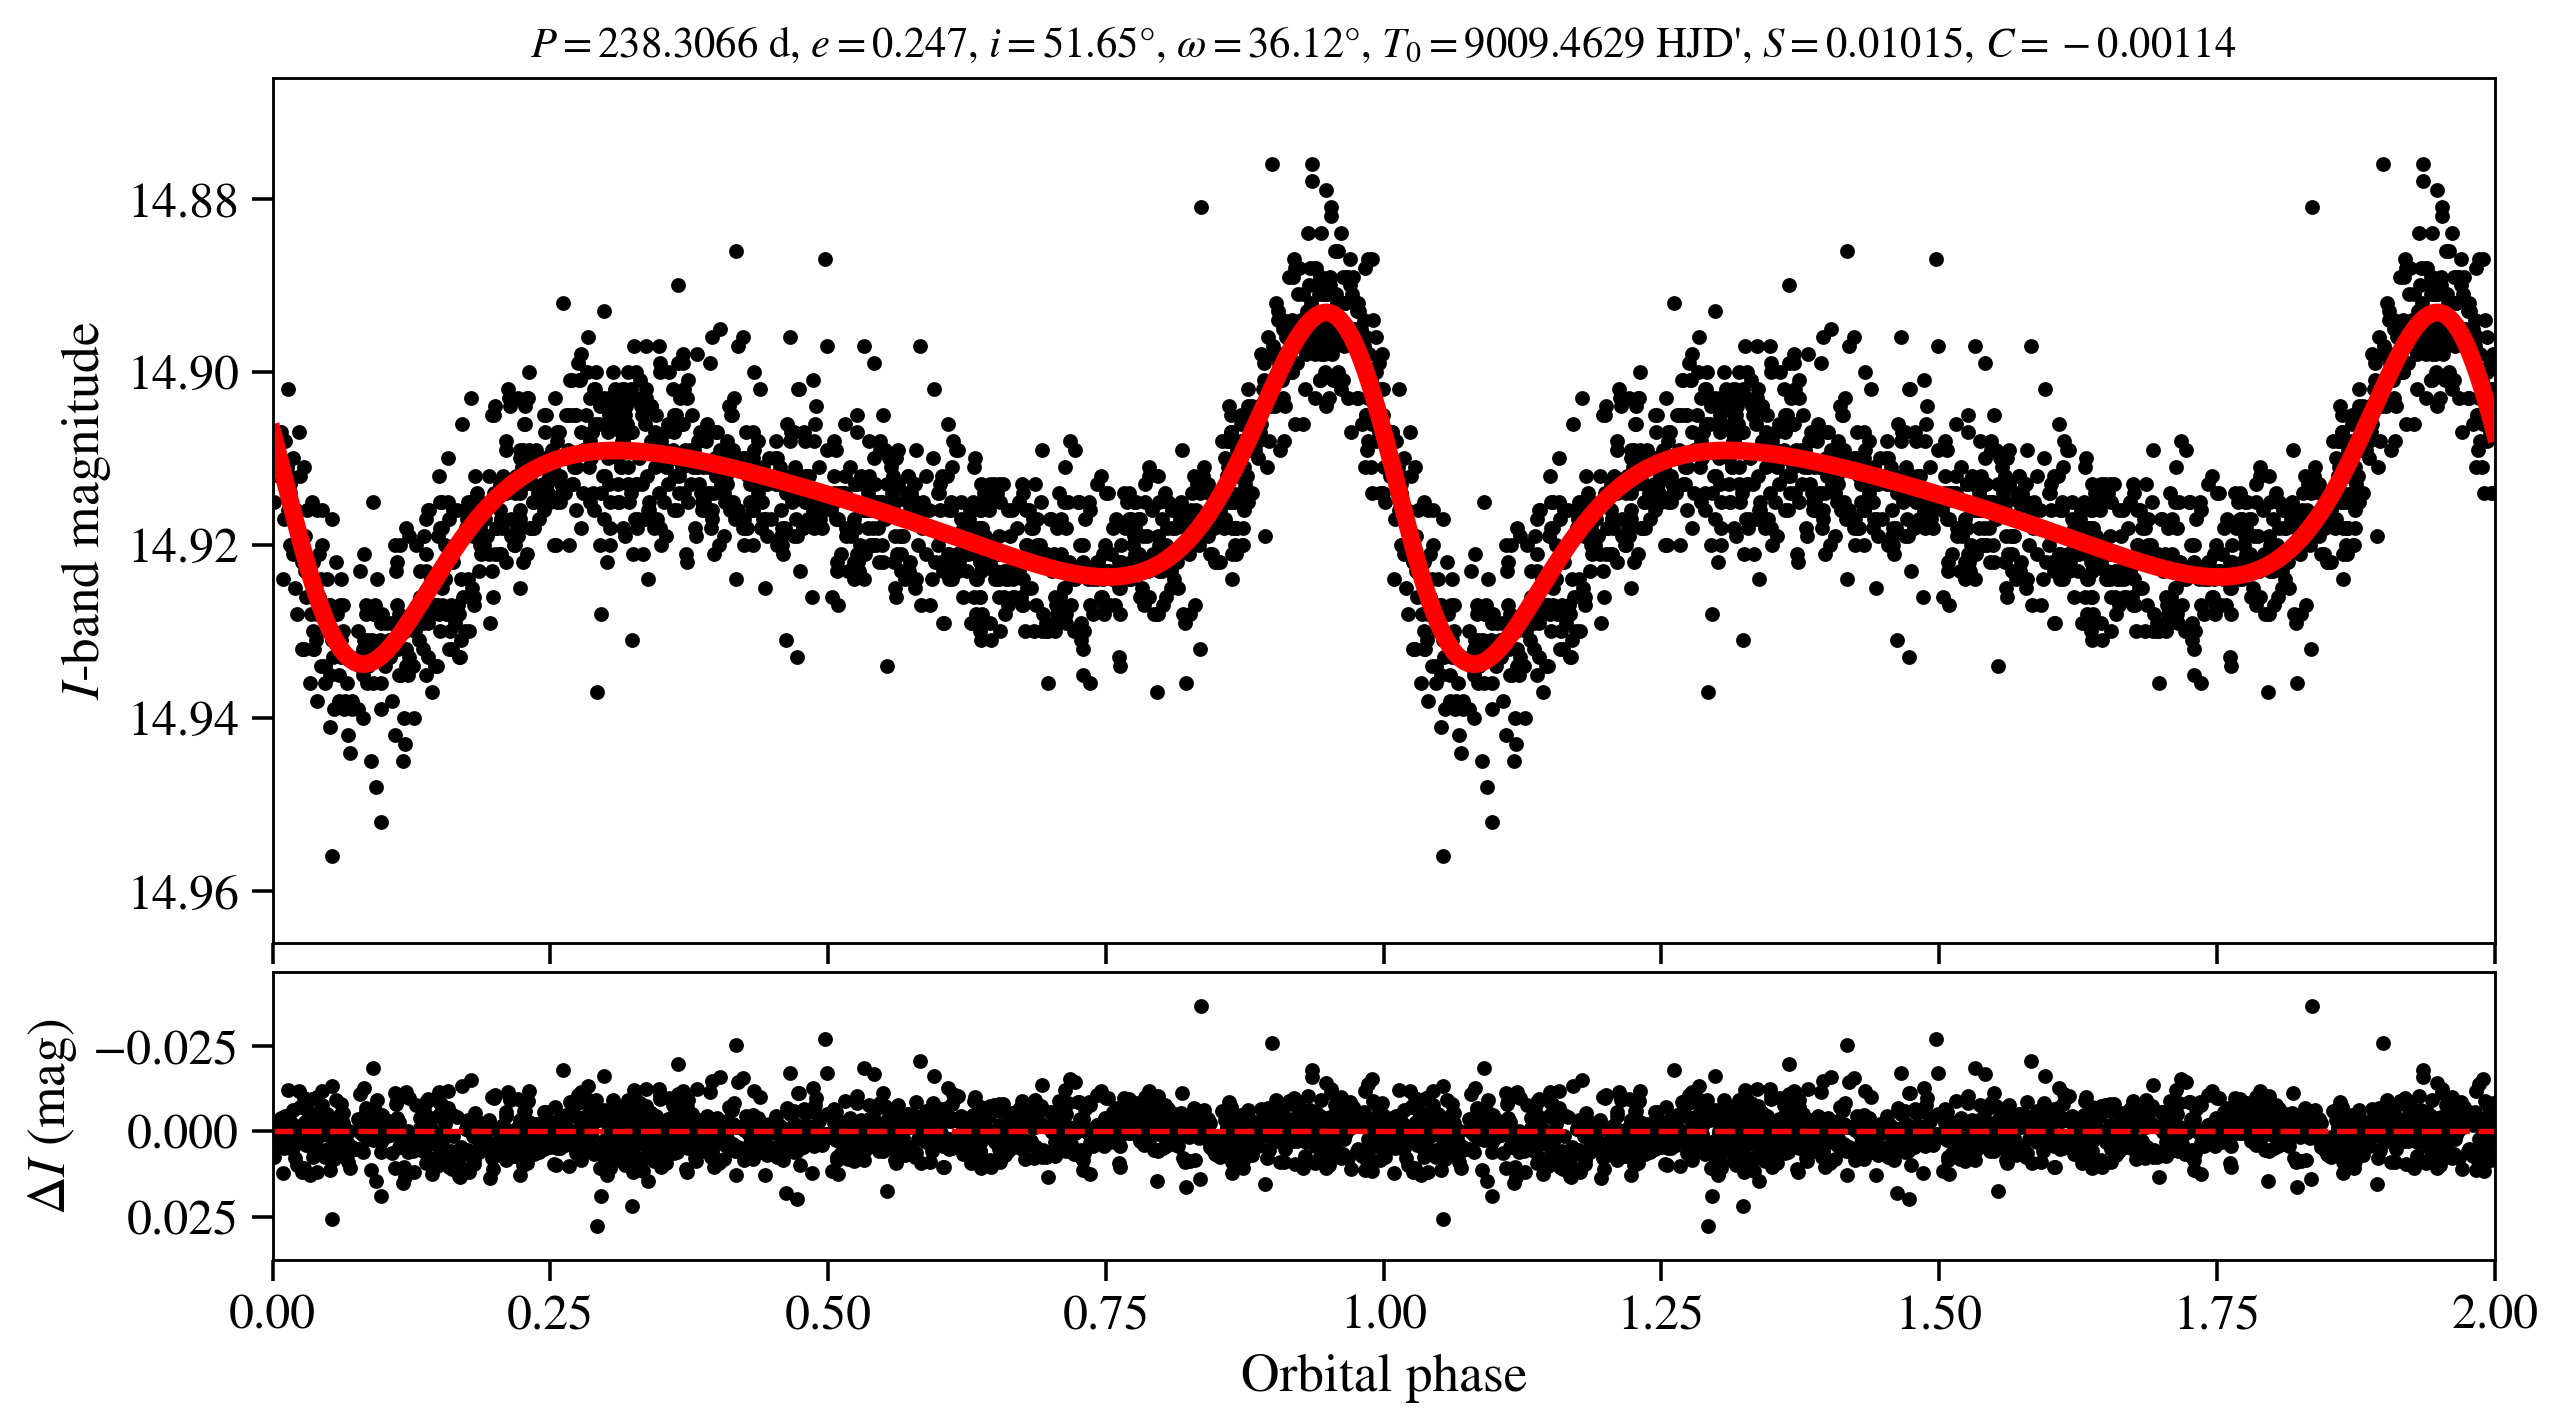 P = 238.3066 d, e = 0.247, i = 51.65°, ω = 36.12°, T₀ = 9009.4629 HJD', S = 0.01015, C = −0.00114
I-band magnitude
14.88
14.90
14.92
14.94
14.96
ΔI (mag)
−0.025
0.000
0.025
0.00 0.25 0.50 0.75 1.00 1.25 1.50 1.75 2.00
Orbital phase